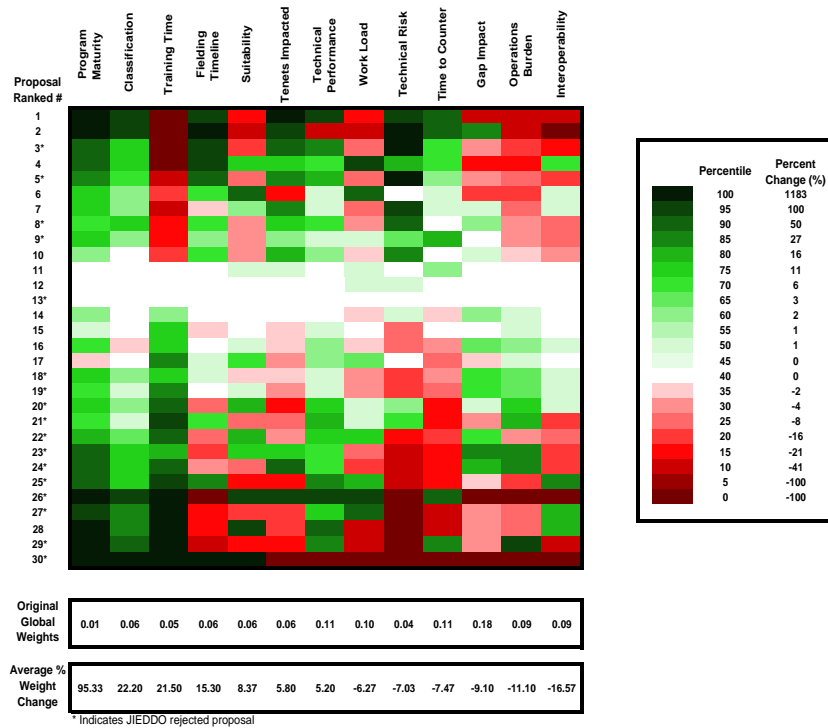 Program Maturity
Classification
Training Time
Fielding Timeline
Suitability
Tenets Impacted
Technical Performance
Work Load
Technical Risk
Time to Counter
Gap Impact
Operations Burden
Interoperability
Proposal
Ranked #
1
2
3*
4
5*
6
7
8*
9*
10
11
12
13*
14
15
16
17
18*
19*
20*
21*
22*
23*
24*
25*
26*
27*
28
29*
30*
Percentile Percent Change (%)
100 1183
95 100
90 50
85 27
80 16
75 11
70 6
65 3
60 2
55 1
50 1
45 0
40 0
35 -2
30 -4
25 -8
20 -16
15 -21
10 -41
5 -100
0 -100
Original
Global
Weights
0.01 0.06 0.05 0.06 0.06 0.06 0.11 0.10 0.04 0.11 0.18 0.09 0.09
Average %
Weight
Change
95.33 22.20 21.50 15.30 8.37 5.80 5.20 -6.27 -7.03 -7.47 -9.10 -11.10 -16.57
* Indicates JIEDDO rejected proposal